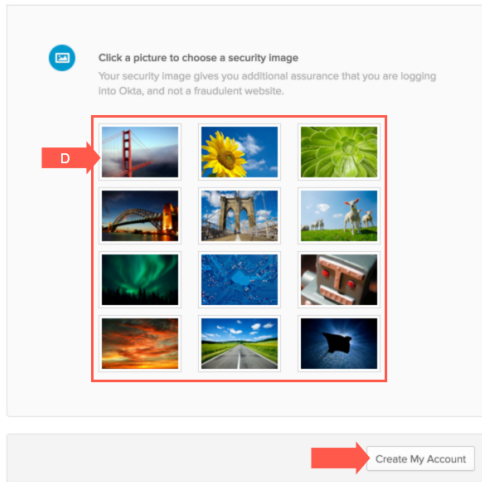 Click a picture to choose a security image
Your security image gives you additional assurance that you are logging
into Okta, and not a fraudulent website.
D
Create My Account